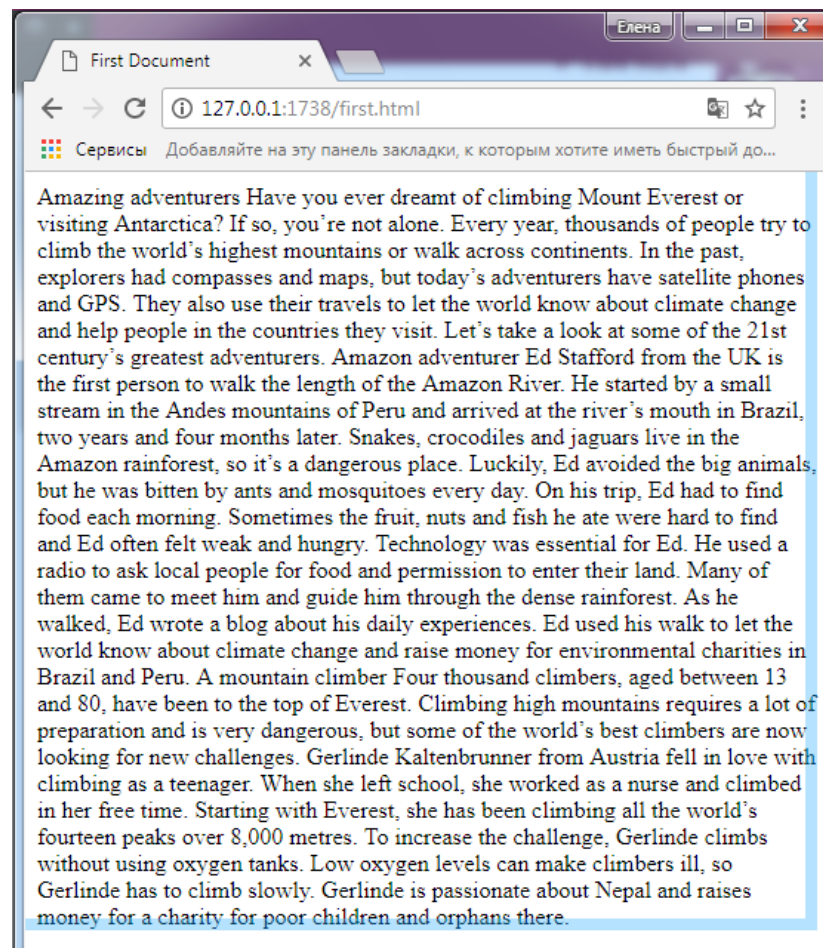 Елена
First Document
127.0.0.1:1738/first.html
Сервисы Добавляйте на эту панель закладки, к которым хотите иметь быстрый до...
Amazing adventurers Have you ever dreamt of climbing Mount Everest or
visiting Antarctica? If so, you’re not alone. Every year, thousands of people try to
climb the world’s highest mountains or walk across continents. In the past,
explorers had compasses and maps, but today’s adventurers have satellite phones
and GPS. They also use their travels to let the world know about climate change
and help people in the countries they visit. Let’s take a look at some of the 21st
century’s greatest adventurers. Amazon adventurer Ed Stafford from the UK is
the first person to walk the length of the Amazon River. He started by a small
stream in the Andes mountains of Peru and arrived at the river’s mouth in Brazil,
two years and four months later. Snakes, crocodiles and jaguars live in the
Amazon rainforest, so it’s a dangerous place. Luckily, Ed avoided the big animals,
but he was bitten by ants and mosquitoes every day. On his trip, Ed had to find
food each morning. Sometimes the fruit, nuts and fish he ate were hard to find
and Ed often felt weak and hungry. Technology was essential for Ed. He used a
radio to ask local people for food and permission to enter their land. Many of
them came to meet him and guide him through the dense rainforest. As he
walked, Ed wrote a blog about his daily experiences. Ed used his walk to let the
world know about climate change and raise money for environmental charities in
Brazil and Peru. A mountain climber Four thousand climbers, aged between 13
and 80, have been to the top of Everest. Climbing high mountains requires a lot of
preparation and is very dangerous, but some of the world’s best climbers are now
looking for new challenges. Gerlinde Kaltenbrunner from Austria fell in love with
climbing as a teenager. When she left school, she worked as a nurse and climbed
in her free time. Starting with Everest, she has been climbing all the world’s
fourteen peaks over 8,000 metres. To increase the challenge, Gerlinde climbs
without using oxygen tanks. Low oxygen levels can make climbers ill, so
Gerlinde has to climb slowly. Gerlinde is passionate about Nepal and raises
money for a charity for poor children and orphans there.